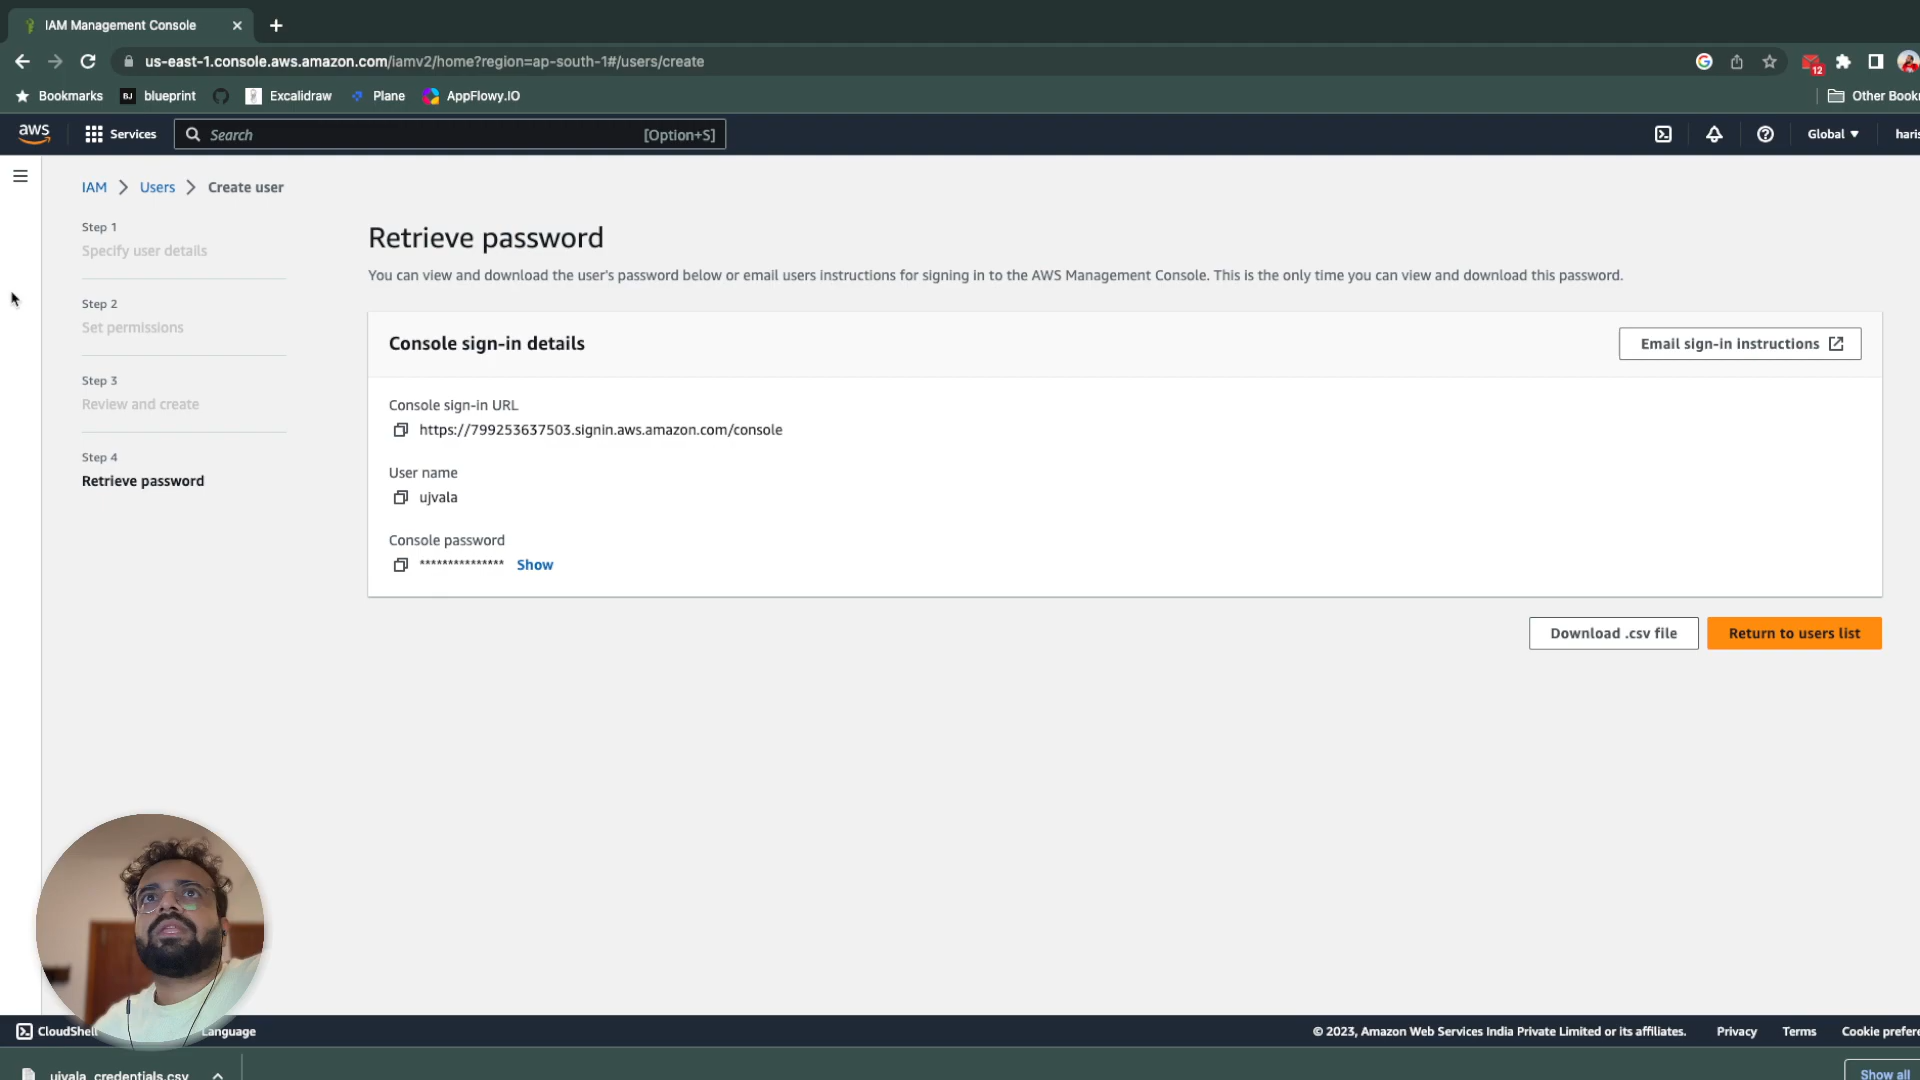 IAM Management Console
us-east-1.console.aws.amazon.com/iamv2/home?region=ap-south-1#/users/create
12
Bookmarks
BJ blueprint
Excalidraw
Plane
AppFlowy.IO
Other Book
aws
Services
Search
[Option+S]
Global
haris
IAM > Users > Create user
Step 1
Specify user details
Step 2
Set permissions
Step 3
Review and create
Step 4
Retrieve password
Retrieve password
You can view and download the user's password below or email users instructions for signing in to the AWS Management Console. This is the only time you can view and download this password.
Console sign-in details
Email sign-in instructions
Console sign-in URL
https://799253637503.signin.aws.amazon.com/console
User name
ujvala
Console password
*************** Show
Download .csv file
Return to users list
CloudShell
Language
© 2023, Amazon Web Services India Private Limited or its affiliates.
Privacy
Terms
Cookie prefere
ujvala_credentials.csv
Show all